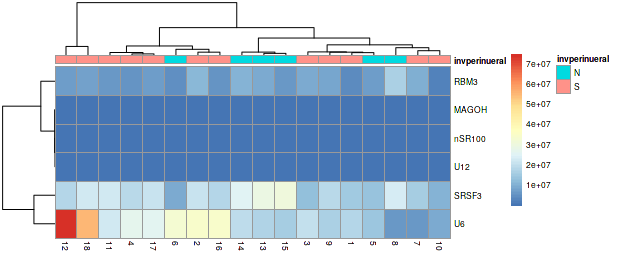 invperinueral
RBM3
MAGOH
nSR100
U12
SRSF3
U6
12 18 11 4 17 6 2 16 14 13 15 3 9 1 5 8 7 10
7e+07
6e+07
5e+07
4e+07
3e+07
2e+07
1e+07
invperinueral
N
S